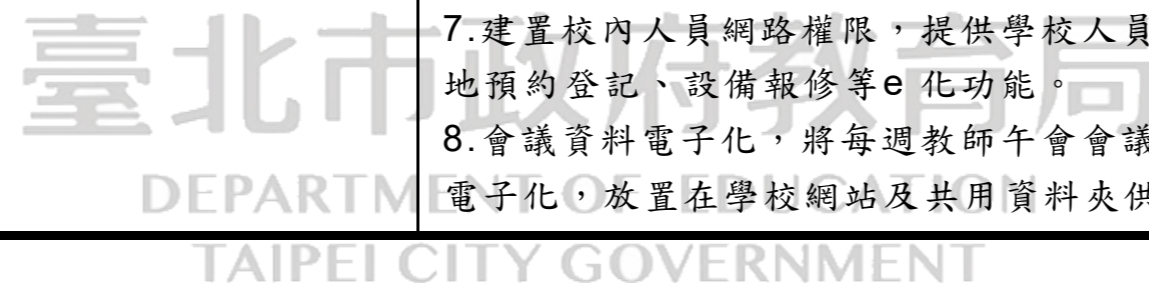 7.建置校內人員網路權限，提供學校人員
地預約登記、設備報修等e 化功能。
8.會議資料電子化，將每週教師午會會議
電子化，放置在學校網站及共用資料夾供
臺北市政府教育局
DEPARTMENT OF EDUCATION
TAIPEI CITY GOVERNMENT